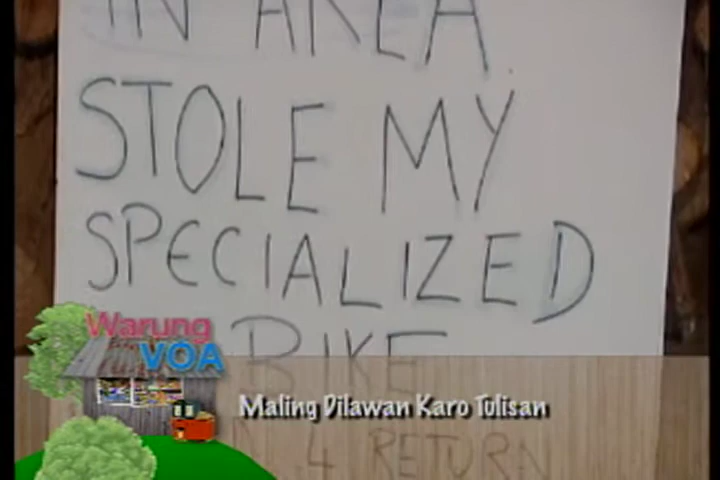 IN AREA
STOLE MY
SPECIALIZED
BIKE
4 RETURN
Warung
VOA
Maling Dilawan Karo Tulisan